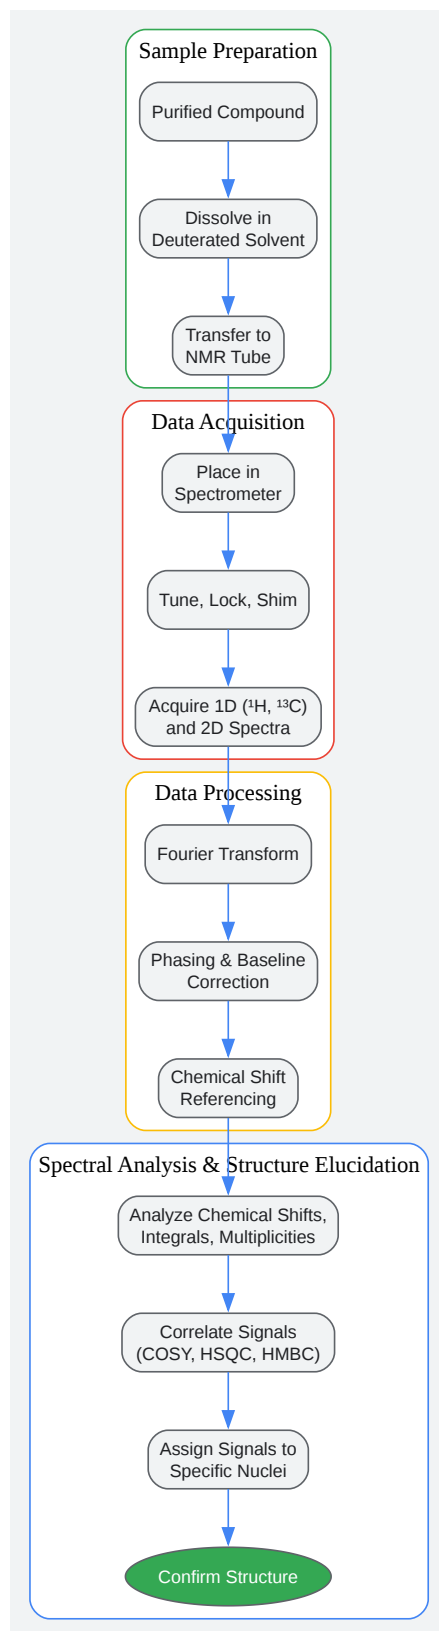 Sample Preparation
Purified Compound
Dissolve in
Deuterated Solvent
Transfer to
NMR Tube
Data Acquisition
Place in
Spectrometer
Tune, Lock, Shim
Acquire 1D (¹H, ¹³C)
and 2D Spectra
Data Processing
Fourier Transform
Phasing & Baseline
Correction
Chemical Shift
Referencing
Spectral Analysis & Structure Elucidation
Analyze Chemical Shifts,
Integrals, Multiplicities
Correlate Signals
(COSY, HSQC, HMBC)
Assign Signals to
Specific Nuclei
Confirm Structure